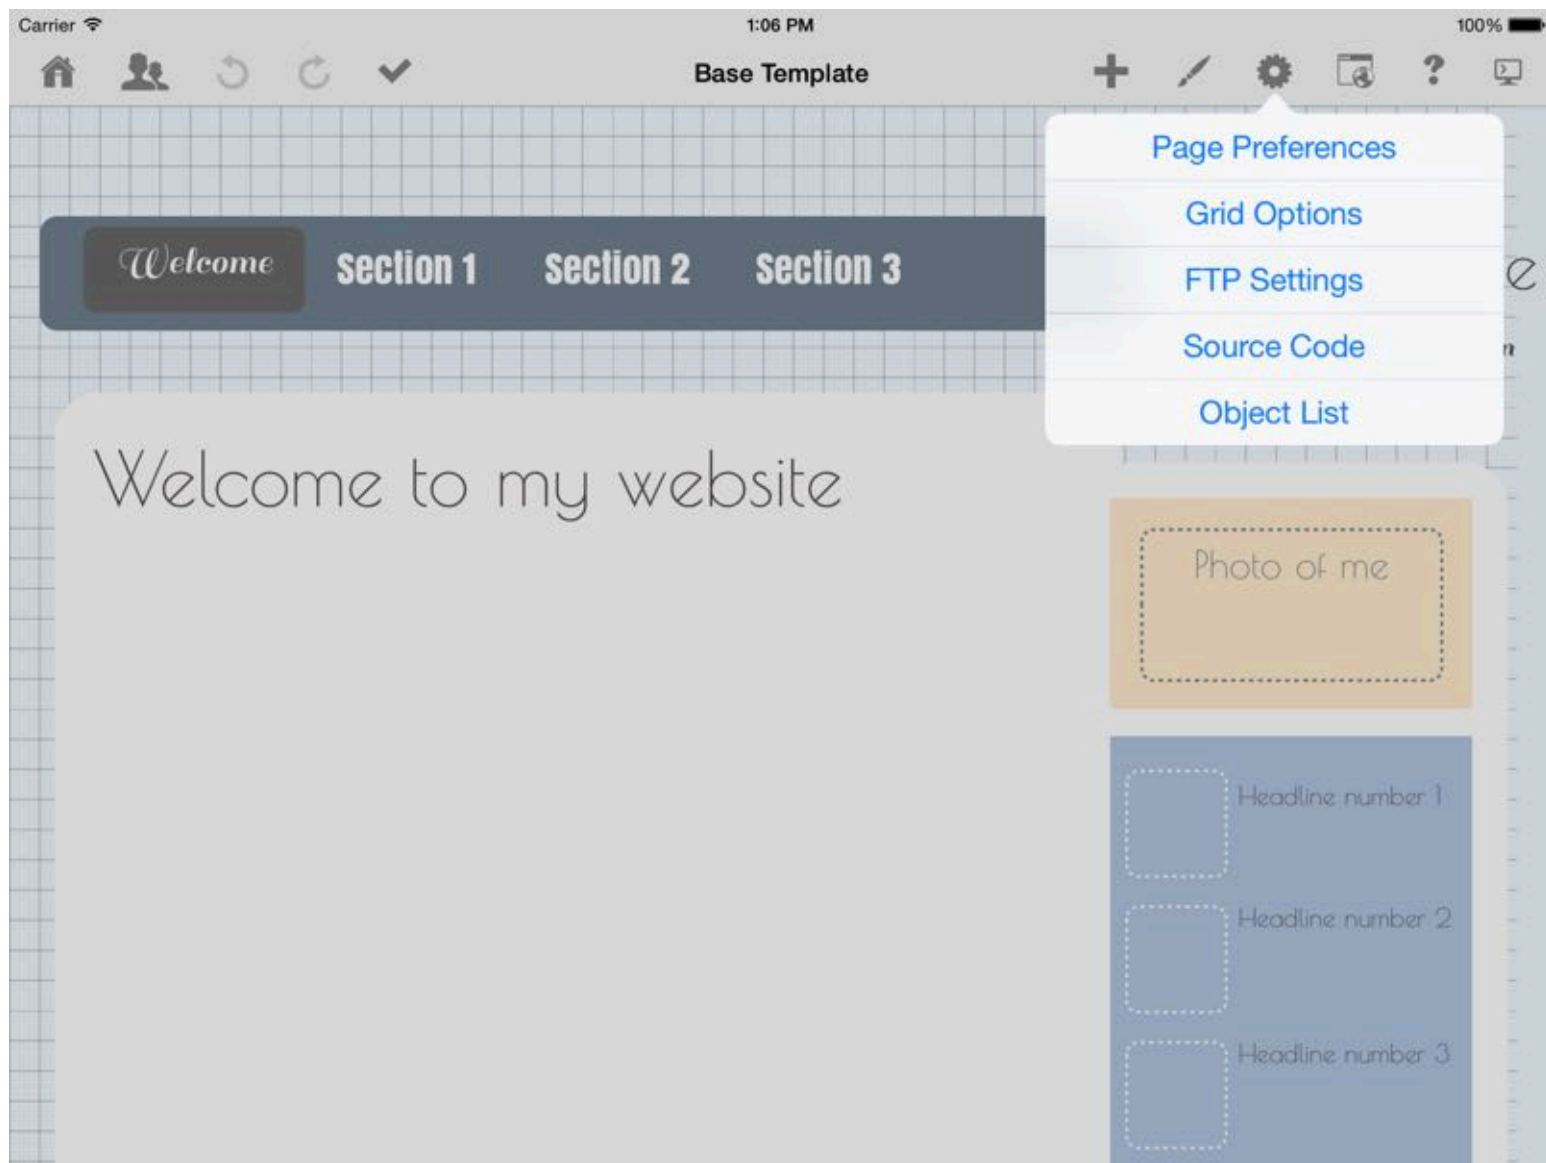 Carrier 1:06 PM 100%
Base Template
Page Preferences
Grid Options
FTP Settings
Source Code
Object List
Welcome Section 1 Section 2 Section 3
Welcome to my website
Photo of me
Headline number 1
Headline number 2
Headline number 3